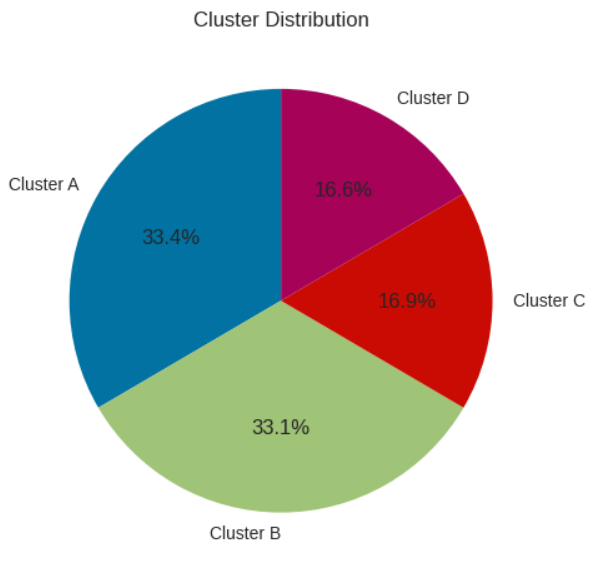 Cluster Distribution
Cluster D
Cluster A
16.6%
33.4%
16.9%
Cluster C
33.1%
Cluster B